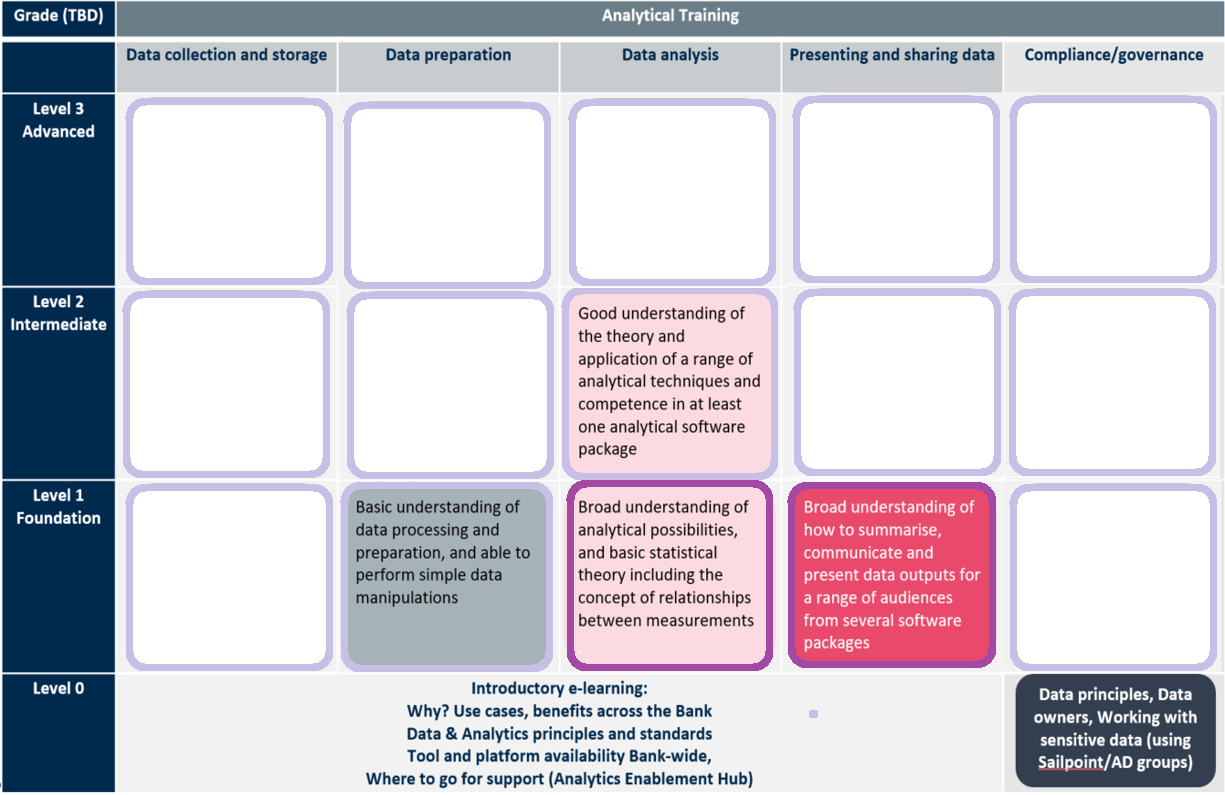 Grade (TBD)
Analytical Training
Data collection and storage
Data preparation
Data analysis
Presenting and sharing data
Compliance/governance
Level 3
Advanced
Level 2
Intermediate
Good understanding of
the theory and
application of a range of
analytical techniques and
competence in at least
one analytical software
package
Level 1
Foundation
Basic understanding of
data processing and
preparation, and able to
perform simple data
manipulations
Broad understanding of
analytical possibilities,
and basic statistical
theory including the
concept of relationships
between measurements
Broad understanding of
how to summarise,
communicate and
present data outputs for
a range of audiences
from several software
packages
Level 0
Introductory e-learning:
Why? Use cases, benefits across the Bank
Data & Analytics principles and standards
Tool and platform availability Bank-wide,
Where to go for support (Analytics Enablement Hub)
Data principles, Data
owners, Working with
sensitive data (using
Sailpoint/AD groups)